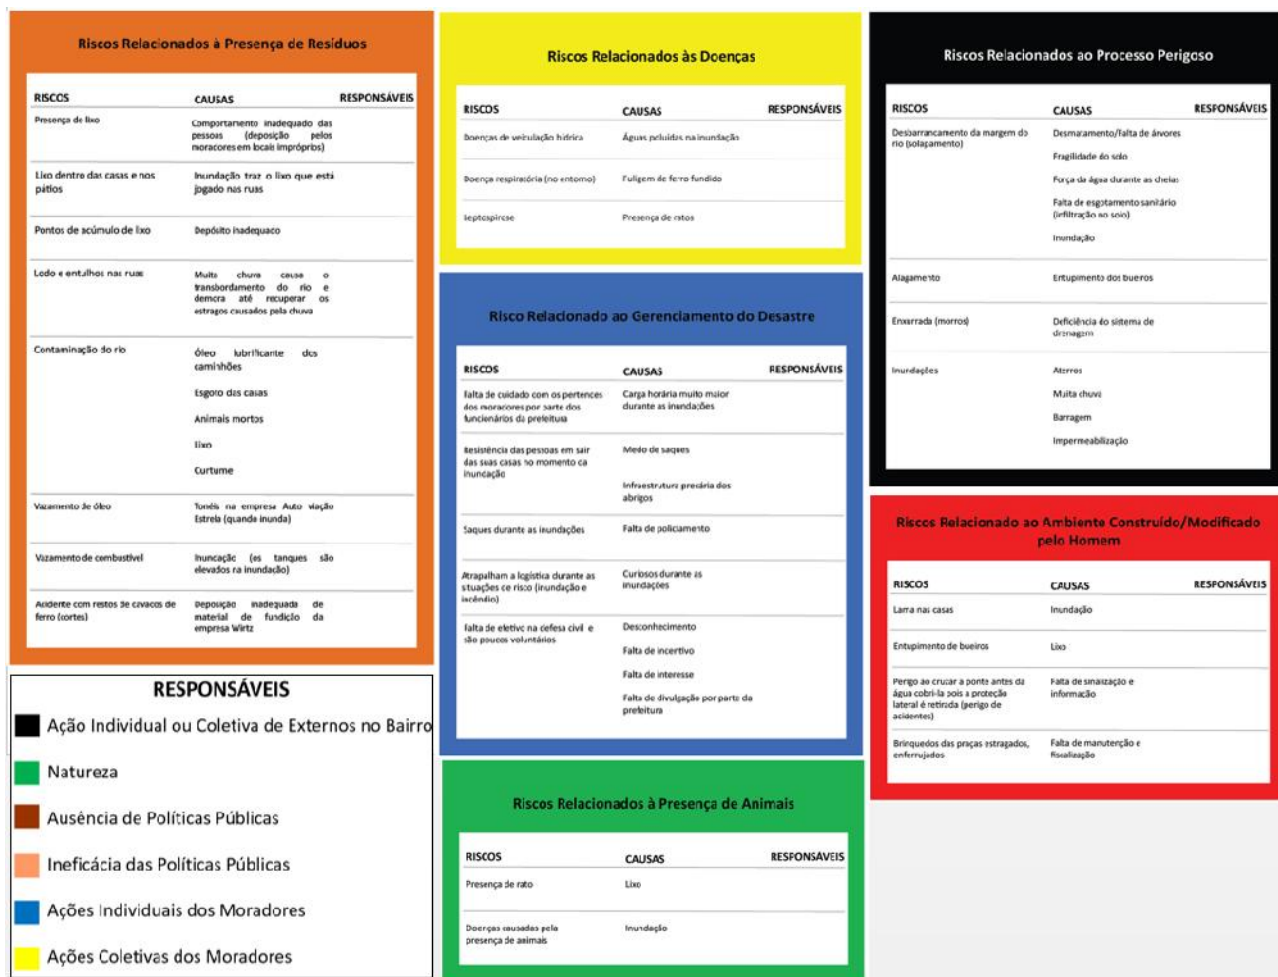 Riscos Relacionados à Presença de Resíduos
RISCOS CAUSAS RESPONSÁVEIS
Presença de lixo
Comportamento inadequado das
pessoas (deposição pelos
moradores em locais impróprios)
Lixo dentro das casas e nos
pátios
Inundação traz o lixo que está
jogado nas ruas
Pontos de acúmulo de lixo
Depósito inadequado
Lodo e entulhos nas ruas
Muita chuva causa o
transbordamento do rio e
demora até recuperar os
estragos causados pela chuva
Contaminação do rio
Óleo lubrificante dos
caminhões
Esgoto das casas
Animais mortos
Lixo
Curtume
Vazamento de óleo
Tonéis na empresa Auto viação
Estrela (quando inunda)
Vazamento de combustível
Inundação (os tanques são
elevados na inundação)
Acidente com restos de cavacos de
ferro (cortes)
Deposição inadequada de
material de fundição da
empresa Wirtz
RESPONSÁVEIS
Ação Individual ou Coletiva de Externos no Bairro
Natureza
Ausência de Políticas Públicas
Ineficácia das Políticas Públicas
Ações Individuais dos Moradores
Ações Coletivas dos Moradores
Riscos Relacionados às Doenças
RISCOS CAUSAS RESPONSÁVEIS
Doenças de veiculação hídrica
Águas poluídas na inundação
Doença respiratória (no entorno)
Fuligem de ferro fundido
Leptospirose
Presença de ratos
Risco Relacionado ao Gerenciamento do Desastre
RISCOS CAUSAS RESPONSÁVEIS
Falta de cuidado com os pertences
dos moradores por parte dos
funcionários da prefeitura
Carga horária muito maior
durante as inundações
Resistência das pessoas em sair
das suas casas no momento da
inundação
Medo de saques
Infraestrutura precária dos
abrigos
Saques durante as inundações
Falta de policiamento
Atrapalham a logística durante as
situações de risco (inundação e
incêndio)
Curiosos durante as
inundações
Falta de efetivo na defesa civil e
são poucos voluntários
Desconhecimento
Falta de incentivo
Falta de interesse
Falta de divulgação por parte da
prefeitura
Riscos Relacionados à Presença de Animais
RISCOS CAUSAS RESPONSÁVEIS
Presença de rato
Lixo
Doenças causadas pela
presença de animais
Inundação
Riscos Relacionados ao Processo Perigoso
RISCOS CAUSAS RESPONSÁVEIS
Desbarrancamento da margem do
rio (solapamento)
Desmatamento/falta de árvores
Fragilidade do solo
Força da água durante as cheias
Falta de esgotamento sanitário
(infiltração no solo)
Inundação
Alagamento
Entupimento dos bueiros
Enxurrada (morros)
Deficiência do sistema de
drenagem
Inundações
Aterros
Muita chuva
Barragem
Impermeabilização
Riscos Relacionado ao Ambiente Construído/Modificado
pelo Homem
RISCOS CAUSAS RESPONSÁVEIS
Lama nas casas
Inundação
Entupimento de bueiros
Lixo
Perigo ao cruzar a ponte antes da
água cobri-la pois a proteção
lateral é retirada (perigo de
acidentes)
Falta de sinalização e
informação
Brinquedos das praças estragados,
enferrujados
Falta de manutenção e
fiscalização